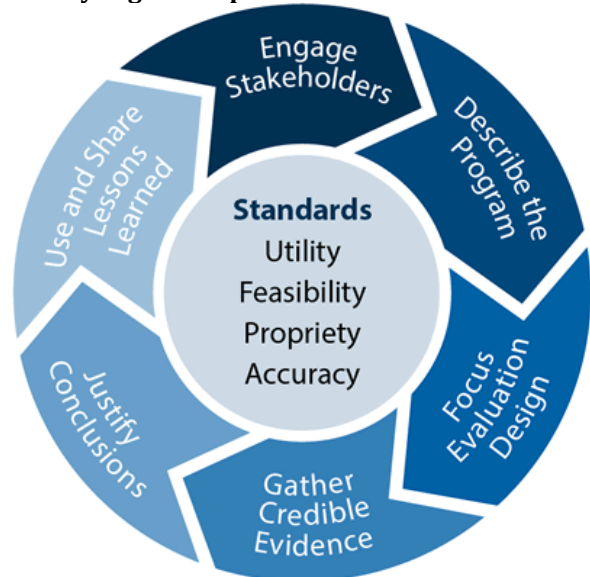 Engage
Stakeholders
Describe the
Program
Focus
Evaluation
Design
Gather
Credible
Evidence
Justify
Conclusions
Use and Share
Lessons
Learned
Standards
Utility
Feasibility
Propriety
Accuracy